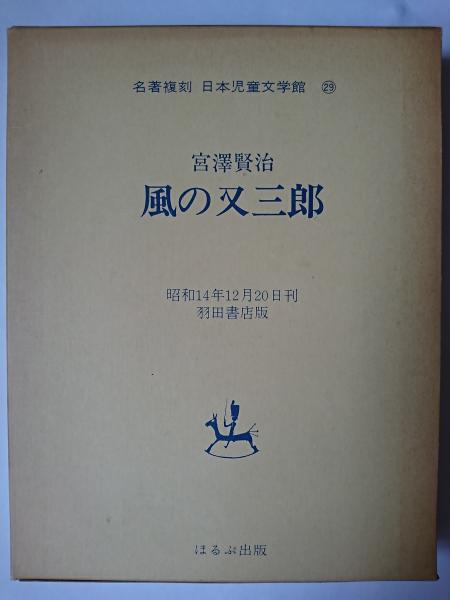 名著複刻 日本児童文学館 ㉙
宮澤賢治
風の又三郎
昭和14年12月20日刊
羽田書店版
ほるぷ出版